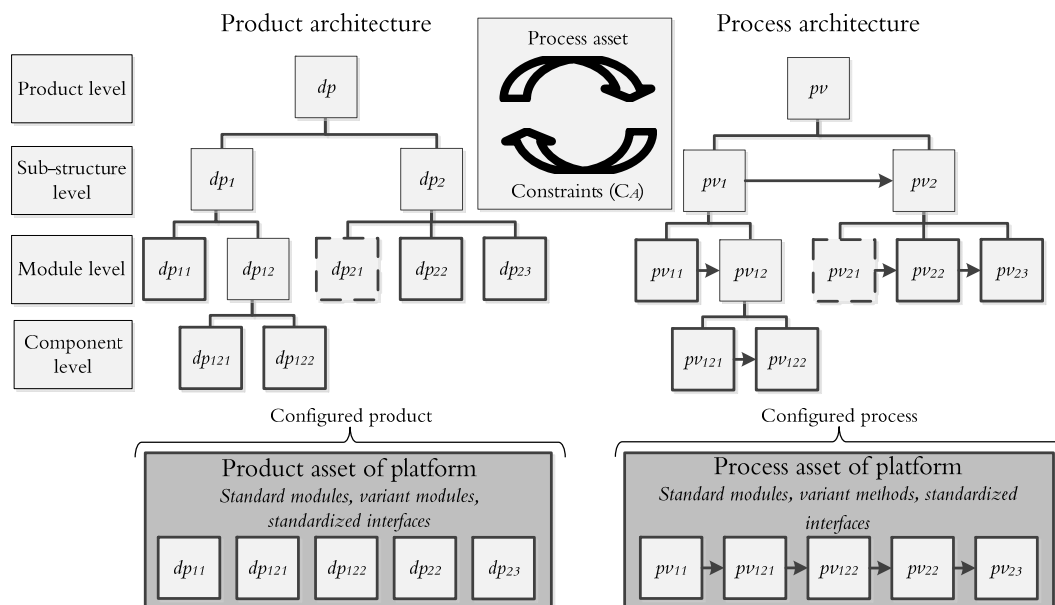 Product architecture
Process asset
Process architecture
Product level
dp
pv
Sub–structure
level
dp1
dp2
Constraints (CA)
pv1
pv2
Module level
dp11
dp12
dp21
dp22
dp23
pv11
pv12
pv21
pv22
pv23
Component
level
dp121
dp122
pv121
pv122
Configured product
Configured process
Product asset of platform
Standard modules, variant modules,
standardized interfaces
dp11
dp121
dp122
dp22
dp23
Process asset of platform
Standard modules, variant methods, standardized
interfaces
pv11
pv121
pv122
pv22
pv23